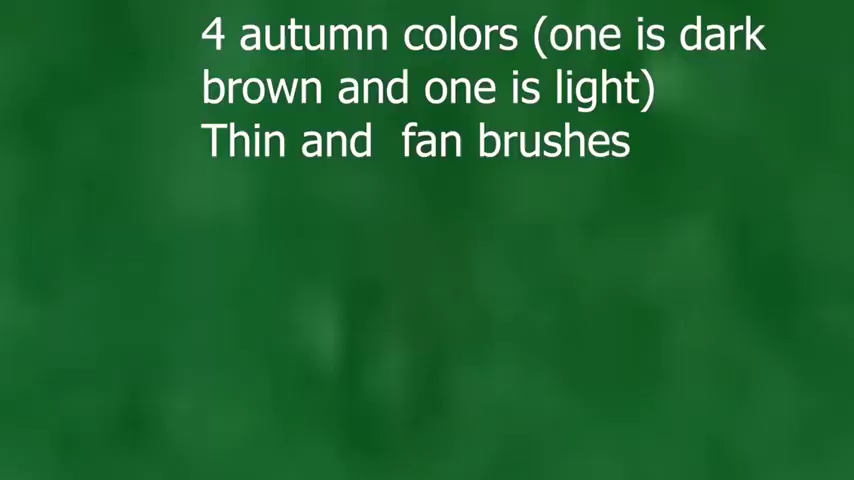 4 autumn colors (one is dark
brown and one is light)
Thin and  fan brushes